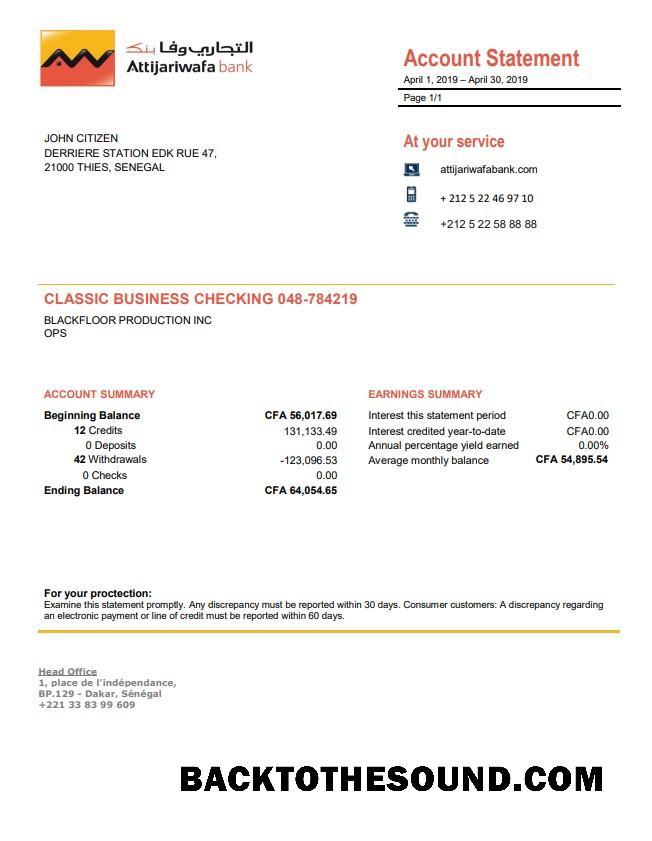 التجاري وفا بنك
Attijariwafa bank
Account Statement
April 1, 2019 – April 30, 2019
Page 1/1
JOHN CITIZEN
DERRIERE STATION EDK RUE 47,
21000 THIES, SENEGAL
At your service
attijariwafabank.com
+ 212 5 22 46 97 10
+212 5 22 58 88 88
CLASSIC BUSINESS CHECKING 048-784219
BLACKFLOOR PRODUCTION INC
OPS
ACCOUNT SUMMARY
Beginning Balance CFA 56,017.69
12 Credits 131,133.49
0 Deposits 0.00
42 Withdrawals -123,096.53
0 Checks 0.00
Ending Balance CFA 64,054.65
EARNINGS SUMMARY
Interest this statement period CFA0.00
Interest credited year-to-date CFA0.00
Annual percentage yield earned 0.00%
Average monthly balance CFA 54,895.54
For your proctection:
Examine this statement promptly. Any discrepancy must be reported within 30 days. Consumer customers: A discrepancy regarding
an electronic payment or line of credit must be reported within 60 days.
Head Office
1, place de l'indépendance,
BP.129 - Dakar, Sénégal
+221 33 83 99 609
BACKTOTHESOUND.COM